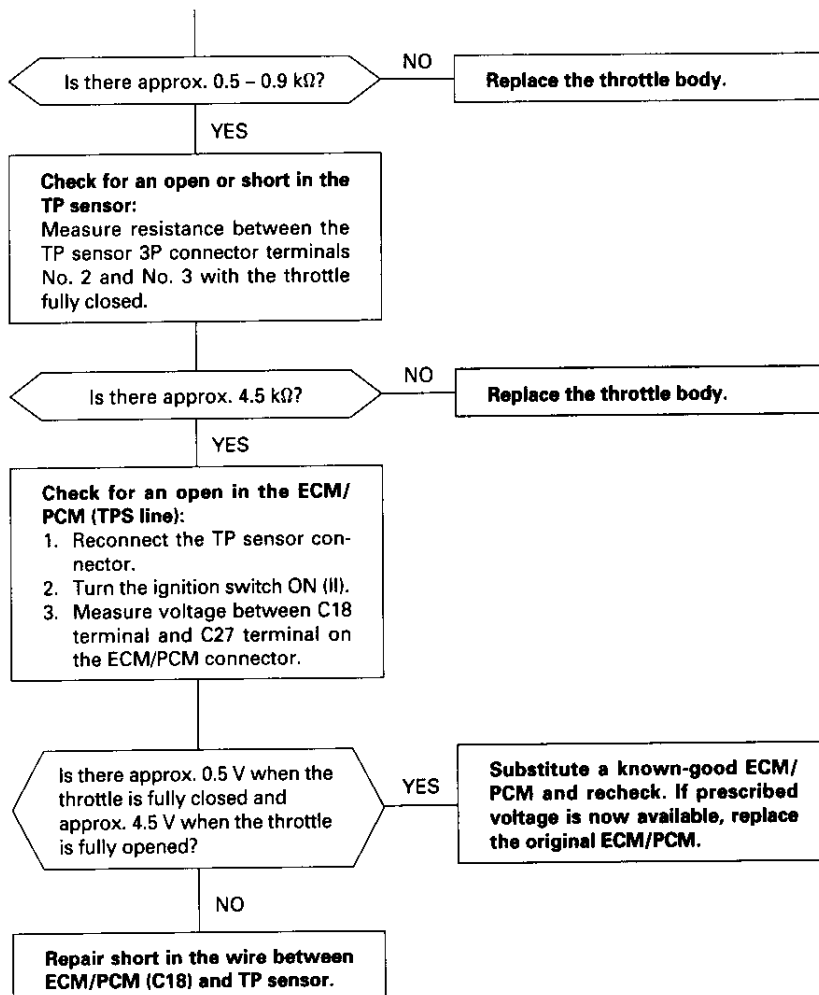 Is there approx. 0.5 – 0.9 kΩ?
NO
Replace the throttle body.
YES
Check for an open or short in the
TP sensor:
Measure resistance between the
TP sensor 3P connector terminals
No. 2 and No. 3 with the throttle
fully closed.
Is there approx. 4.5 kΩ?
NO
Replace the throttle body.
YES
Check for an open in the ECM/
PCM (TPS line):
1. Reconnect the TP sensor con-
nector.
2. Turn the ignition switch ON (II).
3. Measure voltage between C18
terminal and C27 terminal on
the ECM/PCM connector.
Is there approx. 0.5 V when the
throttle is fully closed and
approx. 4.5 V when the throttle
is fully opened?
YES
Substitute a known-good ECM/
PCM and recheck. If prescribed
voltage is now available, replace
the original ECM/PCM.
NO
Repair short in the wire between
ECM/PCM (C18) and TP sensor.